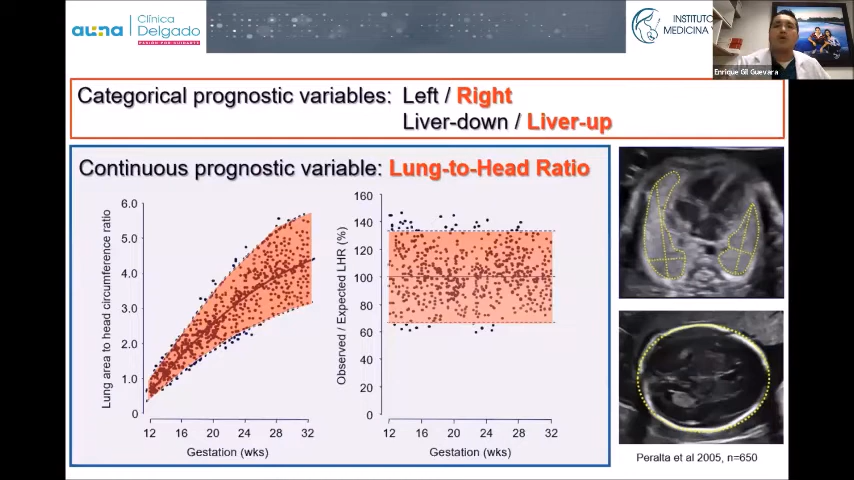 auna
Clínica
Delgado
PASIÓN POR CUIDARTE
INSTITUTO
MEDICINA
Enrique Gil Guevara
Categorical prognostic variables: Left / Right
Liver-down / Liver-up
Continuous prognostic variable: Lung-to-Head Ratio
Lung area to head circumference ratio
6.0
5.0
4.0
3.0
2.0
1.0
0
12 16 20 24 28 32
Gestation (wks)
Observed / Expected LHR (%)
160
140
120
100
80
60
40
20
0
12 16 20 24 28 32
Gestation (wks)
Peralta et al 2005, n=650